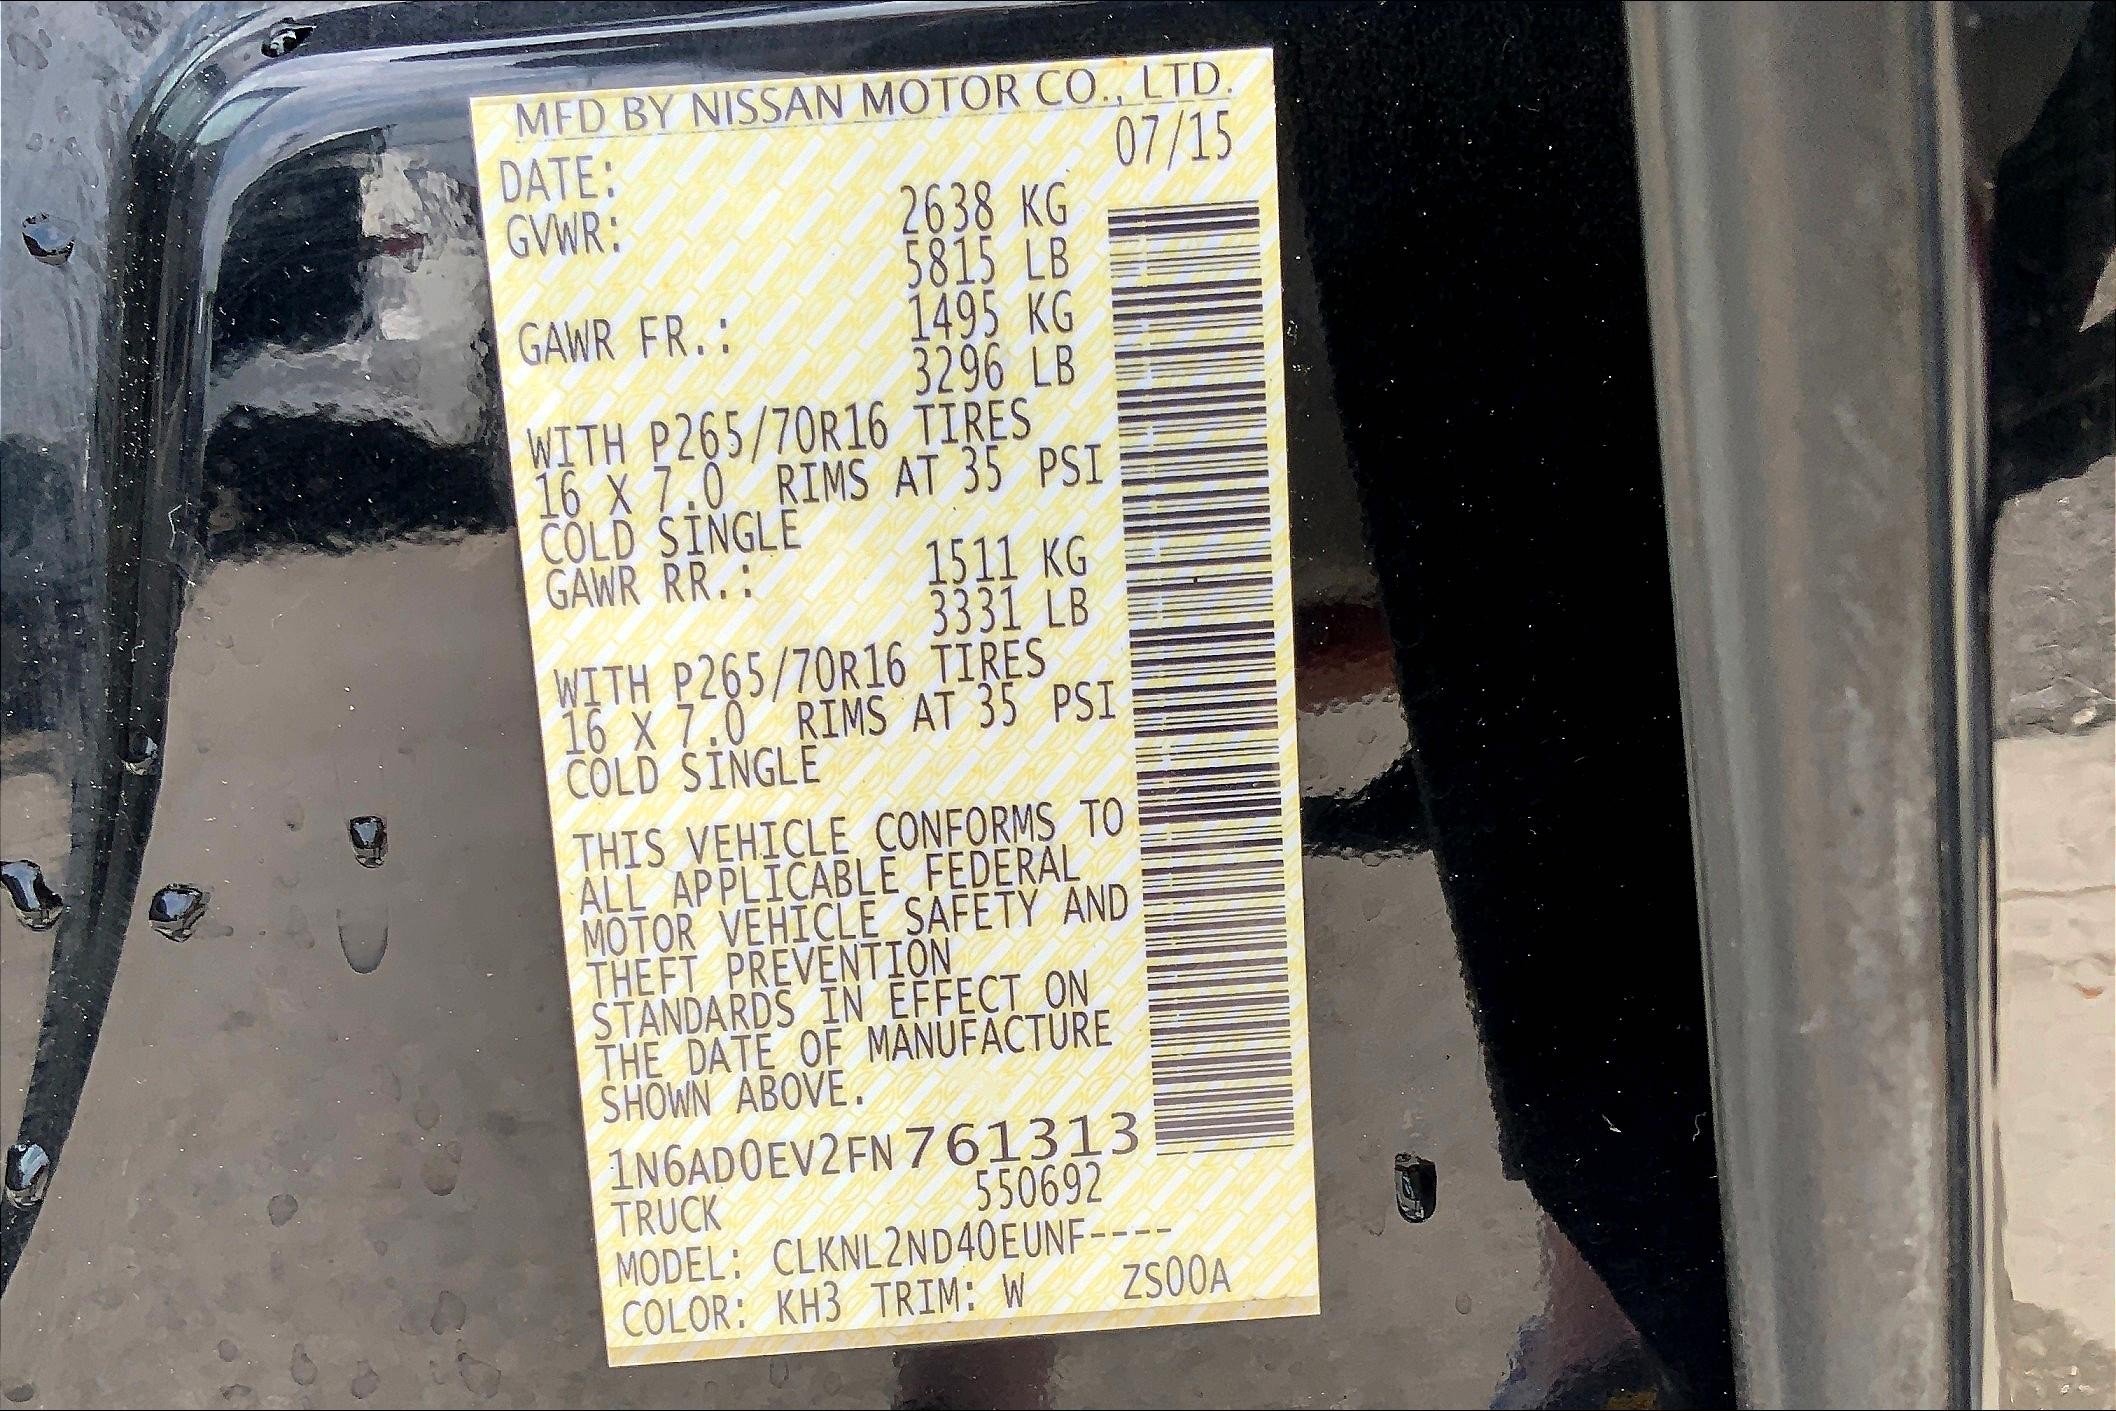 MFD BY NISSAN MOTOR CO., LTD.
DATE: 07/15
GVWR: 2638 KG
5815 LB
GAWR FR.: 1495 KG
3296 LB
WITH P265/70R16 TIRES
16 X 7.0 RIMS AT 35 PSI
COLD SINGLE
GAWR RR.: 1511 KG
3331 LB
WITH P265/70R16 TIRES
16 X 7.0 RIMS AT 35 PSI
COLD SINGLE
THIS VEHICLE CONFORMS TO
ALL APPLICABLE FEDERAL
MOTOR VEHICLE SAFETY AND
THEFT PREVENTION
STANDARDS IN EFFECT ON
THE DATE OF MANUFACTURE
SHOWN ABOVE.
1N6AD0EV2FN761313
TRUCK 550692
MODEL: CLKNL2ND40EUNF----
COLOR: KH3 TRIM: W ZS00A